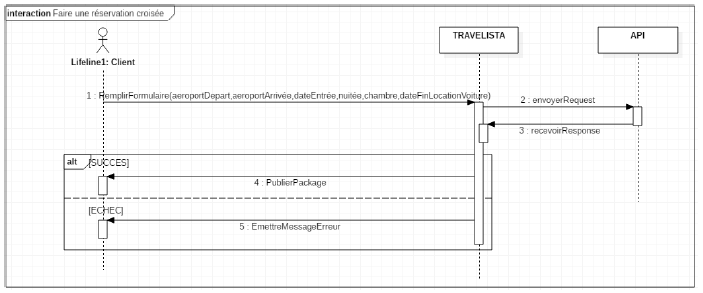 interaction Faire une réservation croisée
TRAVELISTA
API
Lifeline1: Client
1 : RemplirFormulaire(aeroportDepart,aeroportArrivée,dateEntrée,nuitée,chambre,dateFinLocationVoiture)
2 : envoyerRequest
3 : recevoirResponse
alt
[SUCCES]
4 : PublierPackage
[ECHEC]
5 : EmettreMessageErreur